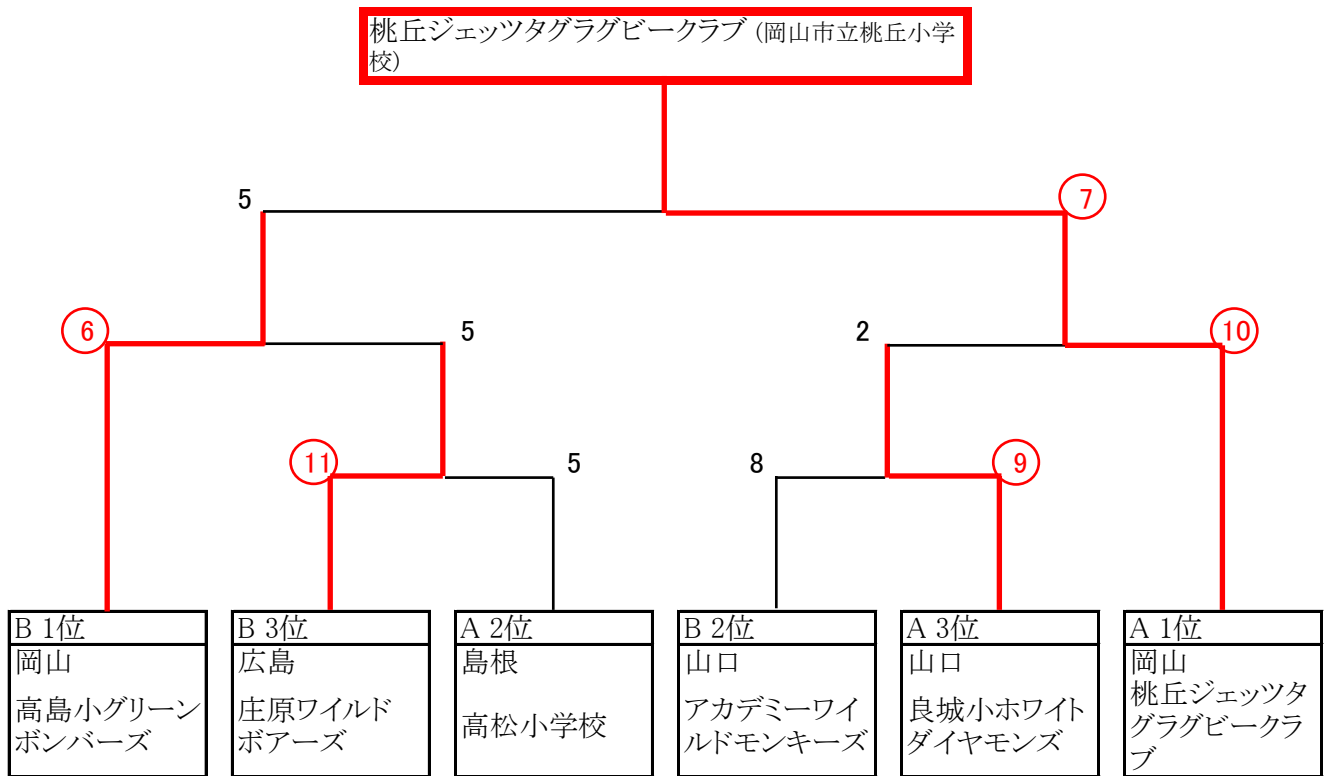 桃丘ジェッツタグラグビークラブ (岡山市立桃丘小学
校)
5
7
6
5
2
10
11
5
8
9
B 1位
岡山
高島小グリーン
ボンバーズ
B 3位
広島
庄原ワイルド
ボアーズ
A 2位
島根
高松小学校
B 2位
山口
アカデミーワイ
ルドモンキーズ
A 3位
山口
良城小ホワイト
ダイヤモンズ
A 1位
岡山
桃丘ジェッツタ
グラグビークラ
ブ